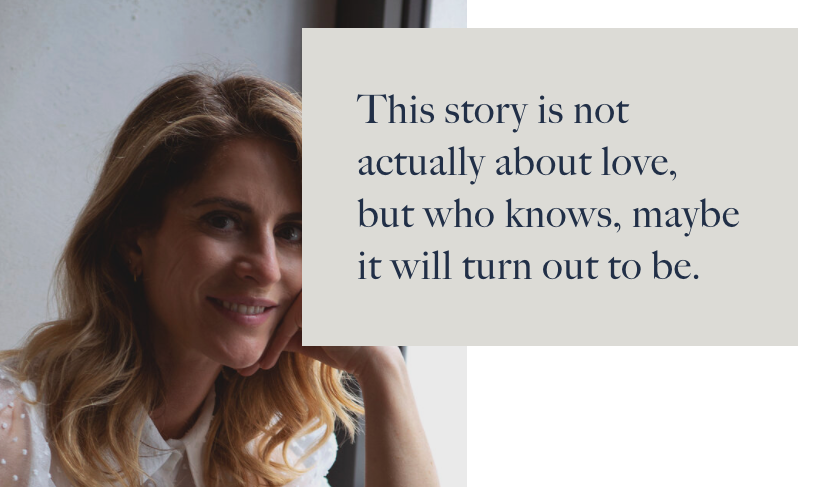 This story is not
actually about love,
but who knows, maybe
it will turn out to be.